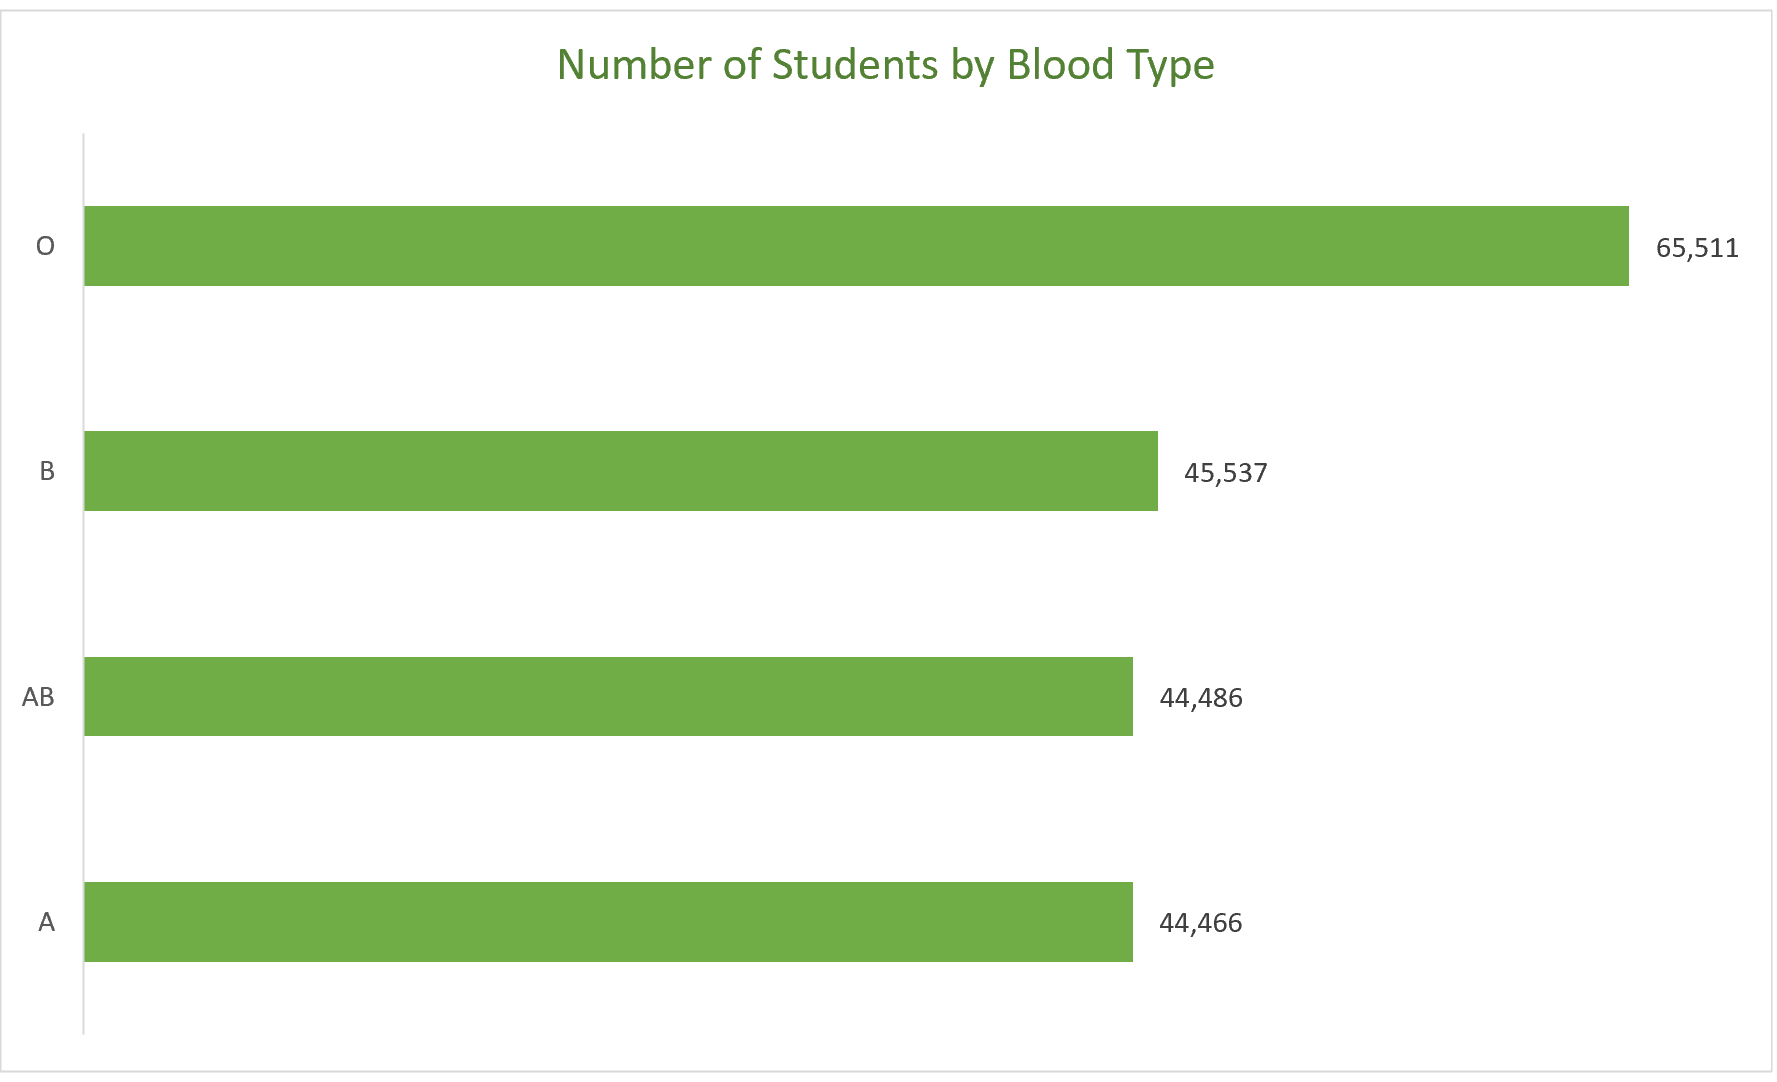 Number of Students by Blood Type
O 65,511
B 45,537
AB 44,486
A 44,466